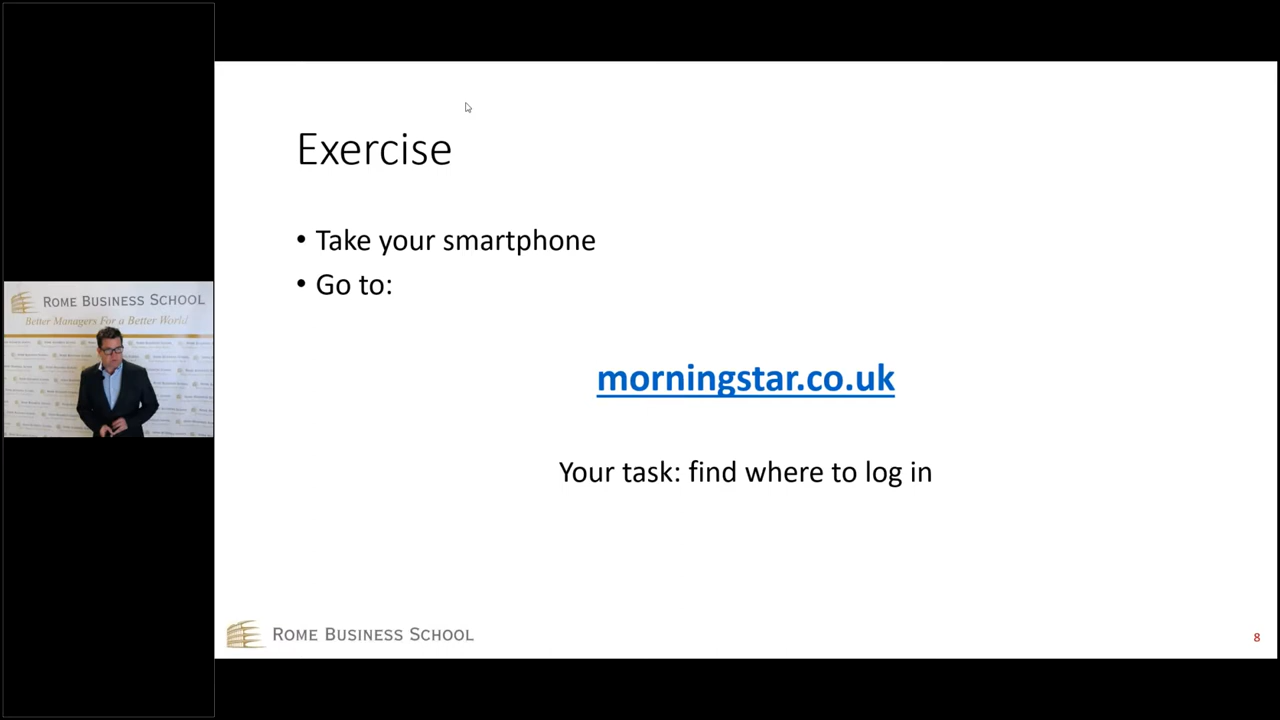 Exercise
• Take your smartphone
• Go to:
morningstar.co.uk
Your task: find where to log in
ROME BUSINESS SCHOOL
8
ROME BUSINESS SCHOOL
Better Managers For a Better World